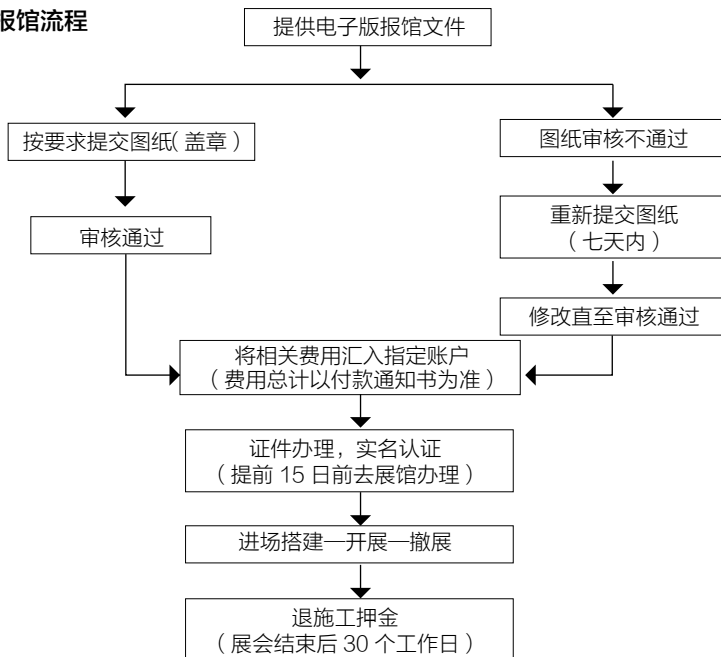 报馆流程
提供电子版报馆文件
按要求提交图纸（盖章）
图纸审核不通过
审核通过
重新提交图纸
（七天内）
修改直至审核通过
将相关费用汇入指定账户
（费用总计以付款通知书为准）
证件办理，实名认证
（提前 15 日前去展馆办理）
进场搭建—开展—撤展
退施工押金
（展会结束后 30 个工作日）